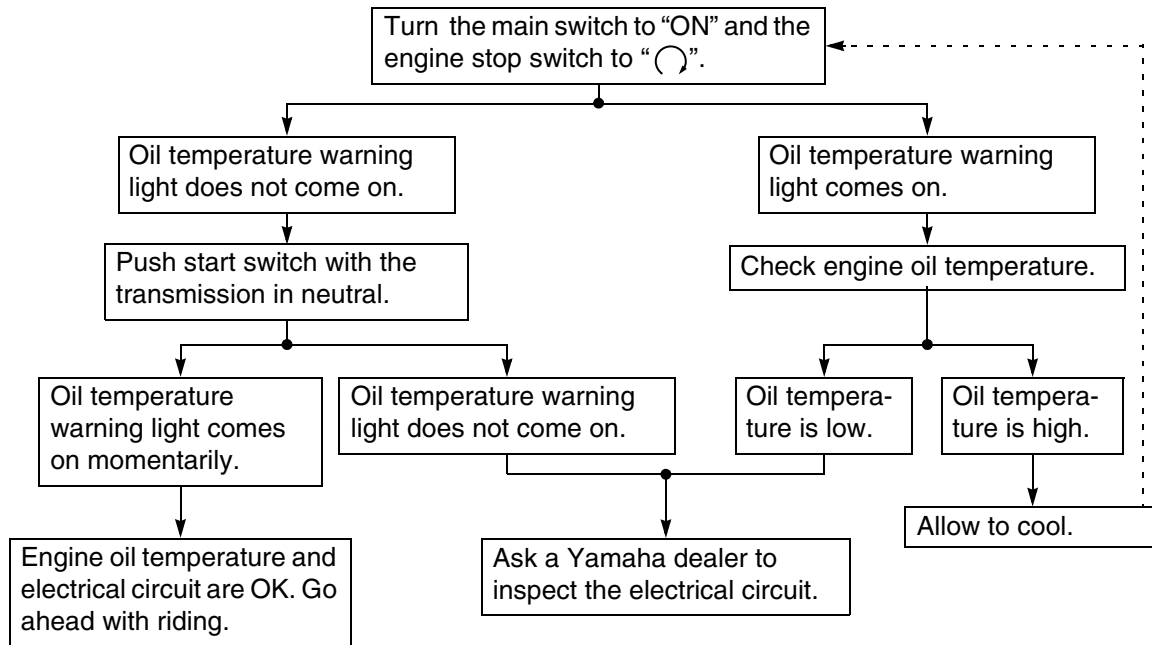 Turn the main switch to “ON” and the
engine stop switch to “ ”.
Oil temperature warning
light does not come on.
Oil temperature warning
light comes on.
Push start switch with the
transmission in neutral.
Check engine oil temperature.
Oil temperature
warning light comes
on momentarily.
Oil temperature warning
light does not come on.
Oil tempera-
ture is low.
Oil tempera-
ture is high.
Allow to cool.
Engine oil temperature and
electrical circuit are OK. Go
ahead with riding.
Ask a Yamaha dealer to
inspect the electrical circuit.